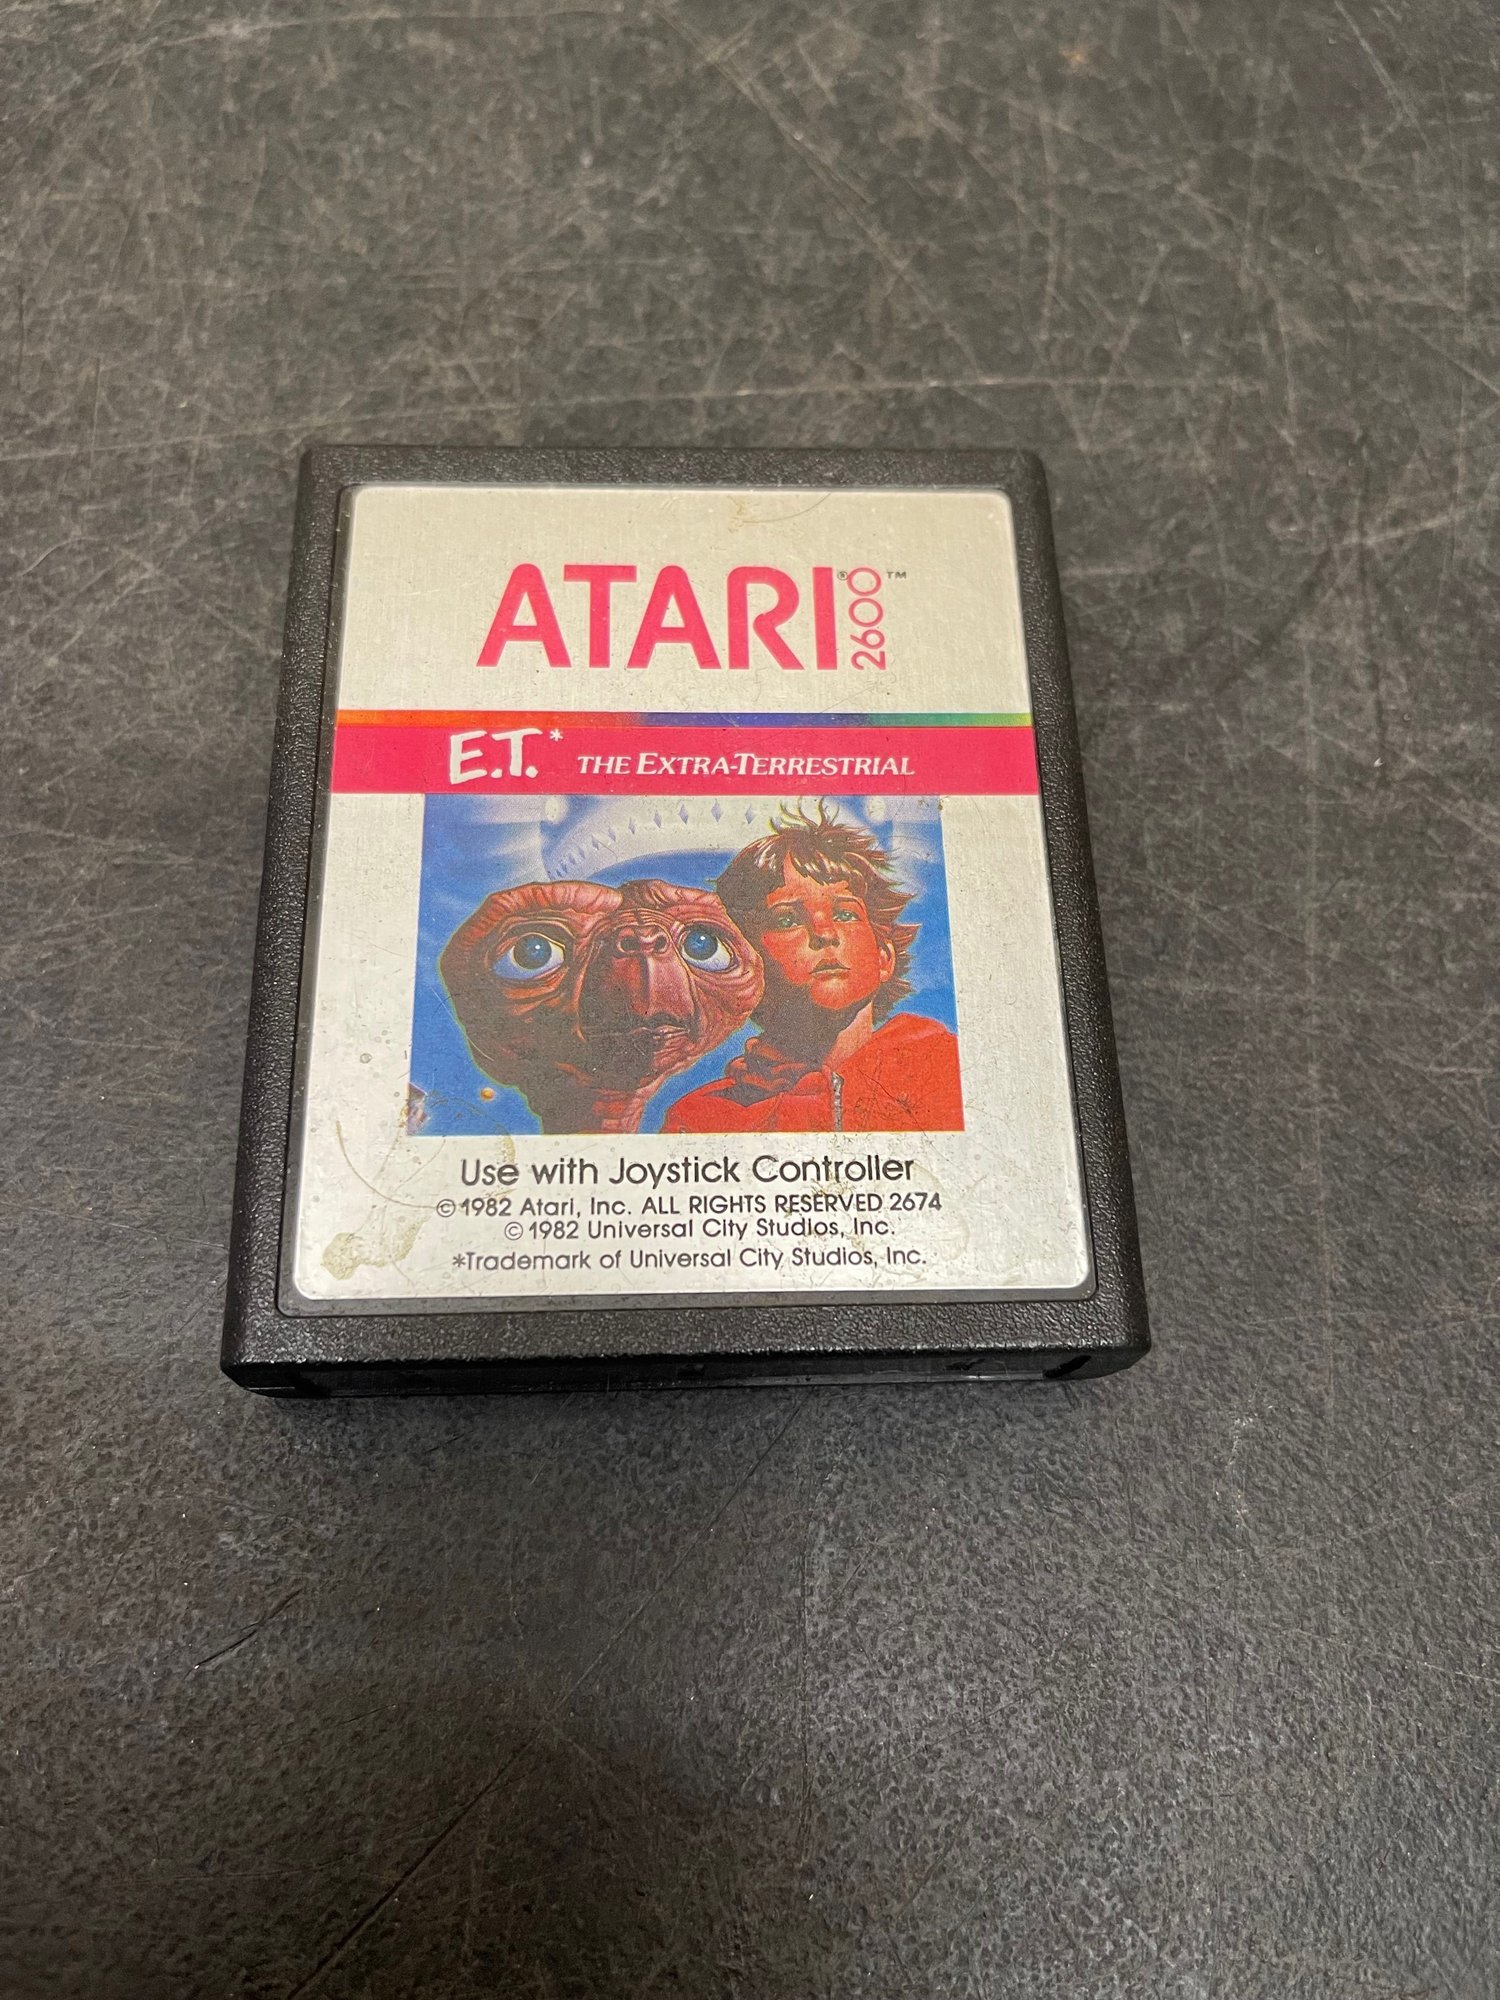 ATARI® 2600™
E.T.* THE EXTRA-TERRESTRIAL
Use with Joystick Controller
©1982 Atari, Inc. ALL RIGHTS RESERVED 2674
©1982 Universal City Studios, Inc.
*Trademark of Universal City Studios, Inc.